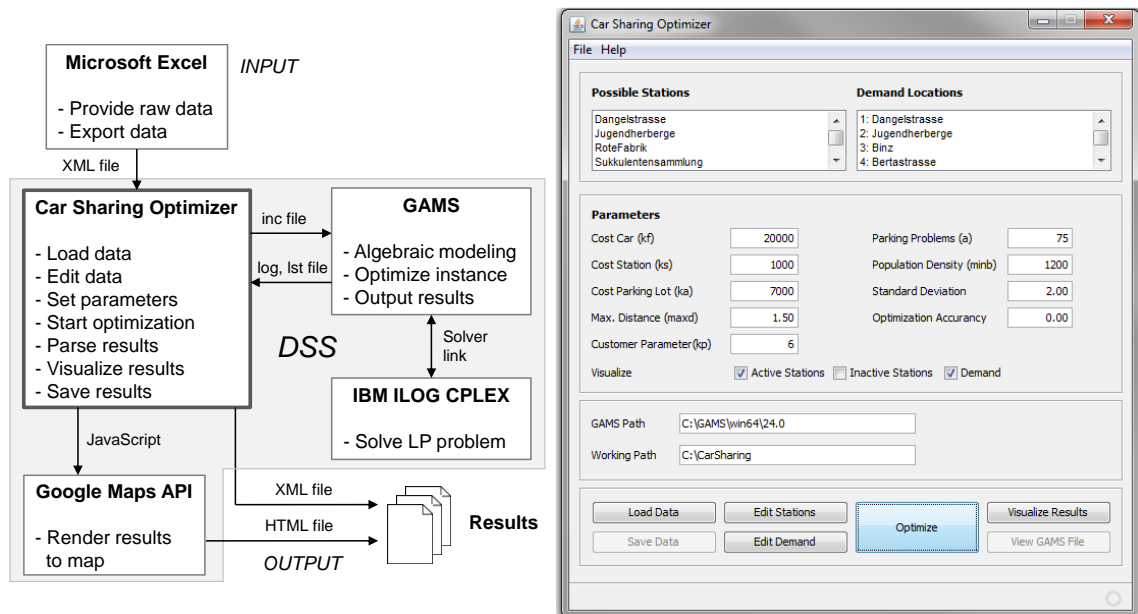 Microsoft Excel
- Provide raw data
- Export data
INPUT
XML file
Car Sharing Optimizer
- Load data
- Edit data
- Set parameters
- Start optimization
- Parse results
- Visualize results
- Save results
inc file
log, lst file
GAMS
- Algebraic modeling
- Optimize instance
- Output results
DSS
Solver
link
IBM ILOG CPLEX
- Solve LP problem
JavaScript
Google Maps API
- Render results
to map
XML file
HTML file
OUTPUT
Results
Car Sharing Optimizer
File Help
Possible Stations
Dangelstrasse
Jugendherberge
RoteFabrik
Sukkulentensammlung
Demand Locations
1: Dangelstrasse
2: Jugendherberge
3: Binz
4: Bertastrasse
Parameters
Cost Car (kf) 20000 Parking Problems (a) 75
Cost Station (ks) 1000 Population Density (minb) 1200
Cost Parking Lot (ka) 7000 Standard Deviation 2.00
Max. Distance (maxd) 1.50 Optimization Accurancy 0.00
Customer Parameter(kp) 6
Visualize Active Stations Inactive Stations Demand
GAMS Path C:\GAMS\win64\24.0
Working Path C:\CarSharing
Load Data Edit Stations Optimize Visualize Results
Save Data Edit Demand View GAMS File